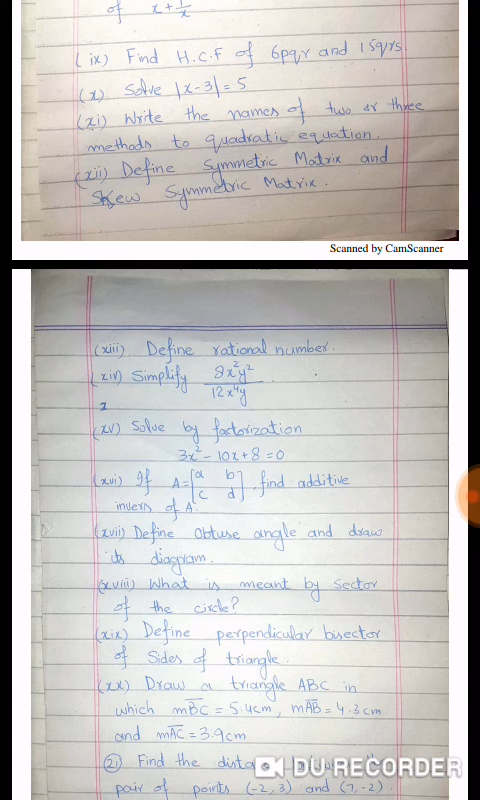 of x + 1/x
(ix) Find H.C.F of 6pqr and 15qrs.
(x) Solve |x-3| = 5
(xi) Write the names of two or three
methods to quadratic equation.
(xii) Define Symmetric Matrix and
Skew Symmetric Matrix.
Scanned by CamScanner
(xiii) Define rational number.
(xiv) Simplify 8x²y²/12x⁴y
(xv) Solve by factorization
3x² - 10x + 8 = 0
(xvi) If A = [a b; c d], find additive
invers of A.
(xvii) Define Obtuse angle and draw
its diagram.
(xviii) What is meant by Sector
of the circle?
(xix) Define perpendicular bisector
of Sides of triangle.
(xx) Draw a triangle ABC in
which mBC = 5.4cm, mAB = 4.3cm
and mAC = 3.9cm
(21) Find the
DU RECORDER
pair of points (-2, 3) and (7, -2).